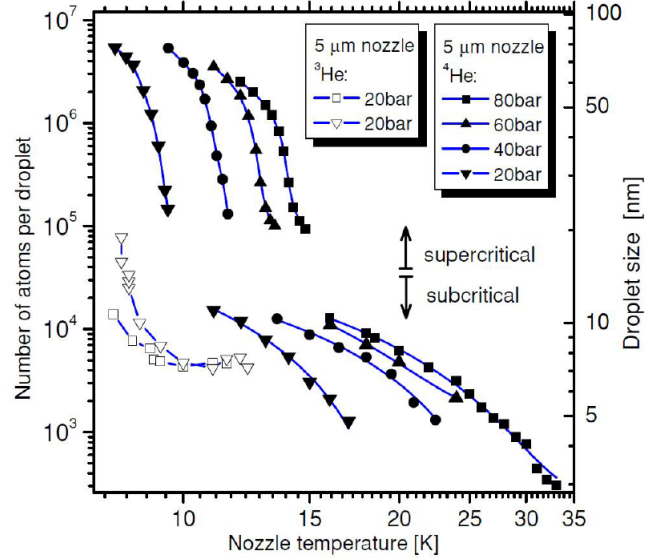 10⁷
10⁶
10⁵
10⁴
10³
Number of atoms per droplet
5 µm nozzle
³He:
20bar
20bar
5 µm nozzle
⁴He:
80bar
60bar
40bar
20bar
supercritical
subcritical
100
50
10
5
Droplet size [nm]
10
15
20
25
30
35
Nozzle temperature [K]